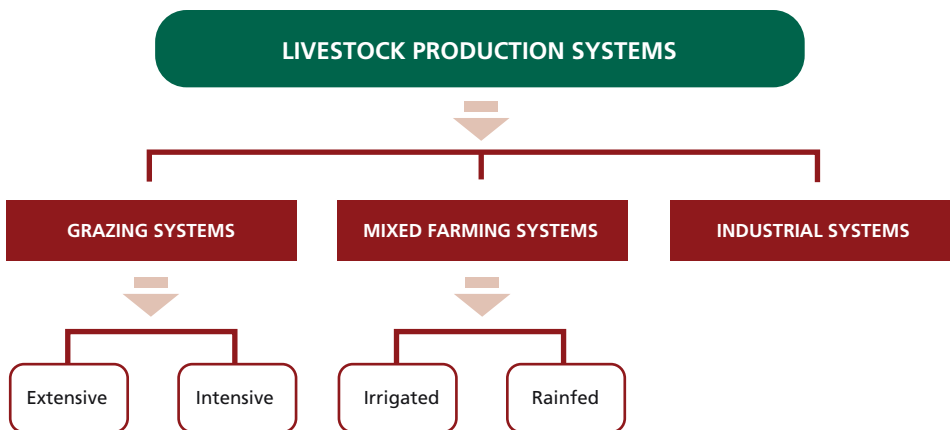 LIVESTOCK PRODUCTION SYSTEMS
GRAZING SYSTEMS
MIXED FARMING SYSTEMS
INDUSTRIAL SYSTEMS
Extensive
Intensive
Irrigated
Rainfed